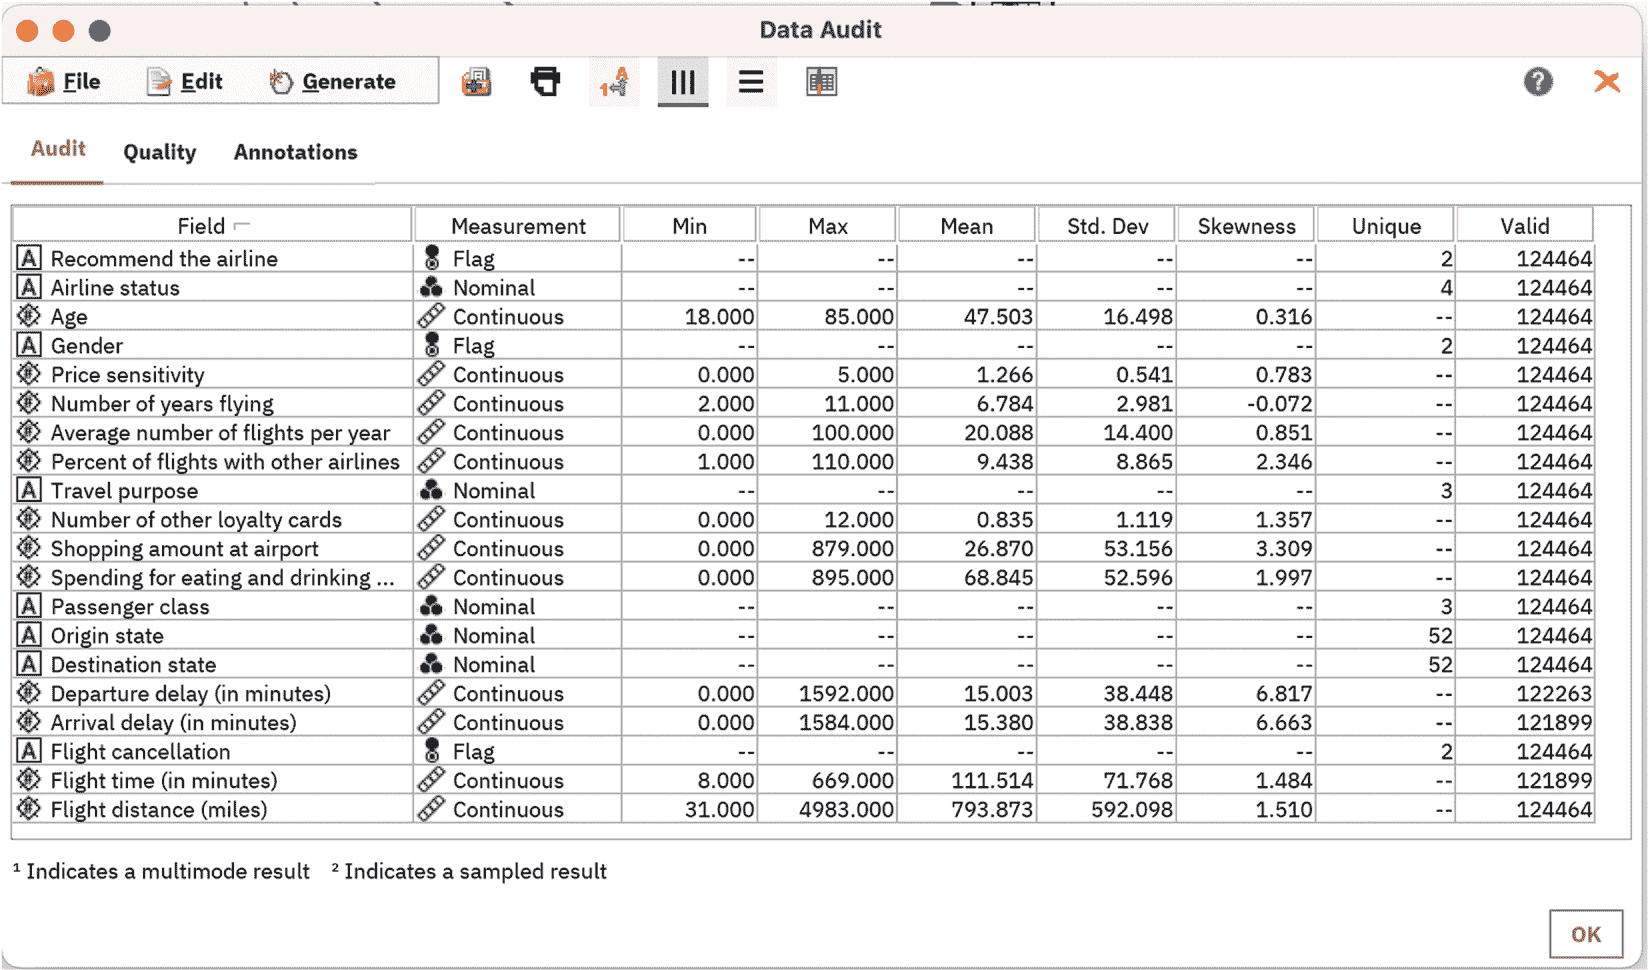 Data Audit
File Edit Generate
Audit Quality Annotations
Field Measurement Min Max Mean Std. Dev Skewness Unique Valid
Recommend the airline Flag -- -- -- -- -- 2 124464
Airline status Nominal -- -- -- -- -- 4 124464
Age Continuous 18.000 85.000 47.503 16.498 0.316 -- 124464
Gender Flag -- -- -- -- -- 2 124464
Price sensitivity Continuous 0.000 5.000 1.266 0.541 0.783 -- 124464
Number of years flying Continuous 2.000 11.000 6.784 2.981 -0.072 -- 124464
Average number of flights per year Continuous 0.000 100.000 20.088 14.400 0.851 -- 124464
Percent of flights with other airlines Continuous 1.000 110.000 9.438 8.865 2.346 -- 124464
Travel purpose Nominal -- -- -- -- -- 3 124464
Number of other loyalty cards Continuous 0.000 12.000 0.835 1.119 1.357 -- 124464
Shopping amount at airport Continuous 0.000 879.000 26.870 53.156 3.309 -- 124464
Spending for eating and drinking ... Continuous 0.000 895.000 68.845 52.596 1.997 -- 124464
Passenger class Nominal -- -- -- -- -- 3 124464
Origin state Nominal -- -- -- -- -- 52 124464
Destination state Nominal -- -- -- -- -- 52 124464
Departure delay (in minutes) Continuous 0.000 1592.000 15.003 38.448 6.817 -- 122263
Arrival delay (in minutes) Continuous 0.000 1584.000 15.380 38.838 6.663 -- 121899
Flight cancellation Flag -- -- -- -- -- 2 124464
Flight time (in minutes) Continuous 8.000 669.000 111.514 71.768 1.484 -- 121899
Flight distance (miles) Continuous 31.000 4983.000 793.873 592.098 1.510 -- 124464
¹ Indicates a multimode result ² Indicates a sampled result
OK